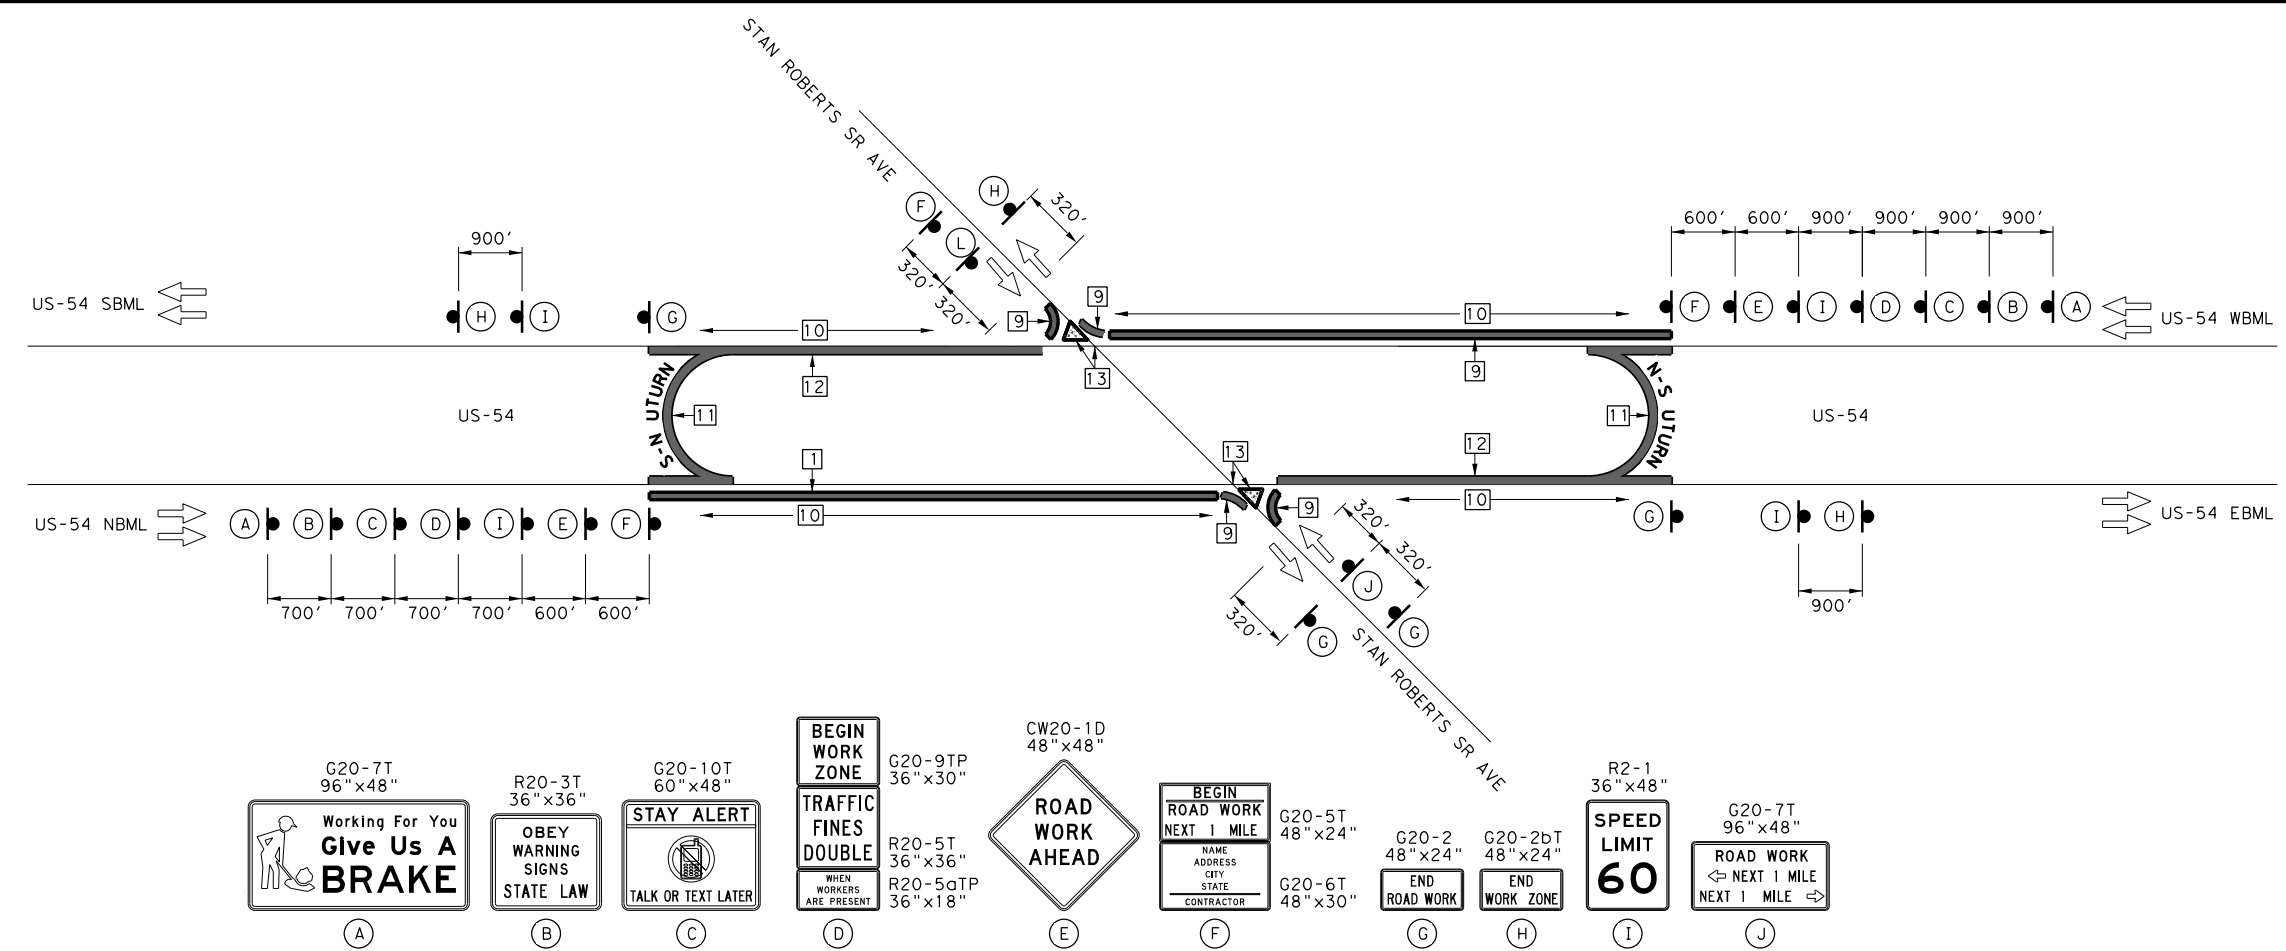 STAN ROBERTS SR AVE
F
H
320'
L
320'
320'
900'
600'
600'
900'
900'
900'
900'
US-54 SBML
H
I
G
10
9
9
10
F
E
I
D
C
B
A
US-54 WBML
12
13
9
S-N UTURN
N-S UTURN
US-54
11
11
US-54
1
13
12
US-54 NBML
A
B
C
D
I
E
F
10
9
9
10
G
I
H
US-54 EBML
320'
320'
J
G
320'
G
700'
700'
700'
700'
600'
600'
900'
STAN ROBERTS SR AVE
G20-7T
96"x48"
Working For You
Give Us A
BRAKE
A
R20-3T
36"x36"
OBEY
WARNING
SIGNS
STATE LAW
B
G20-10T
60"x48"
STAY ALERT
TALK OR TEXT LATER
C
BEGIN
WORK
ZONE
G20-9TP
36"x30"
TRAFFIC
FINES
DOUBLE
R20-5T
36"x36"
WHEN
WORKERS
ARE PRESENT
R20-5aTP
36"x18"
D
CW20-1D
48"x48"
ROAD
WORK
AHEAD
E
BEGIN
ROAD WORK
NEXT 1 MILE
G20-5T
48"x24"
NAME
ADDRESS
CITY
STATE
CONTRACTOR
G20-6T
48"x30"
F
G20-2
48"x24"
END
ROAD WORK
G
G20-2bT
48"x24"
END
WORK ZONE
H
R2-1
36"x48"
SPEED
LIMIT
60
I
G20-7T
96"x48"
ROAD WORK
⇦ NEXT 1 MILE
NEXT 1 MILE ⇨
J